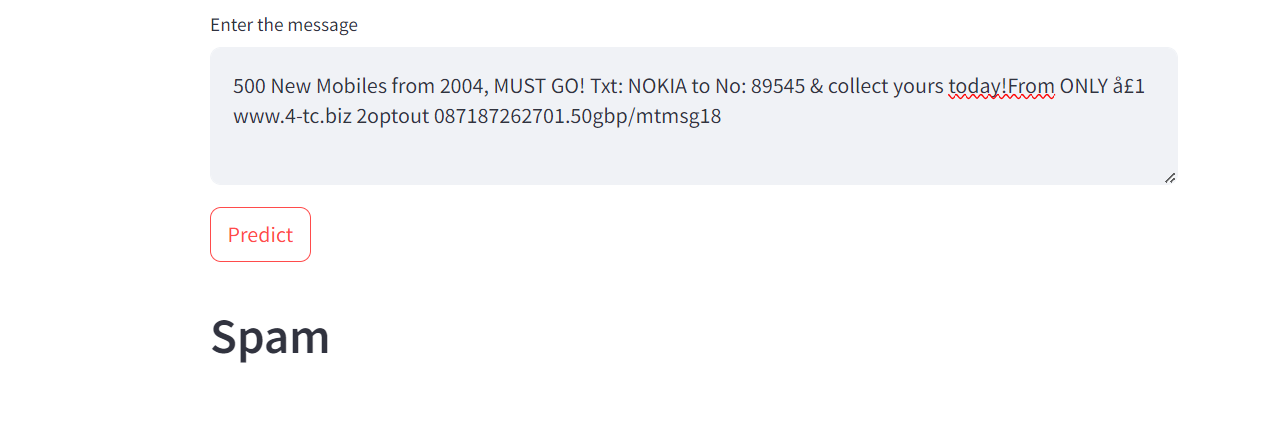 Enter the message
500 New Mobiles from 2004, MUST GO! Txt: NOKIA to No: 89545 & collect yours today!From ONLY å£1
www.4-tc.biz 2optout 087187262701.50gbp/mtmsg18
Predict
Spam